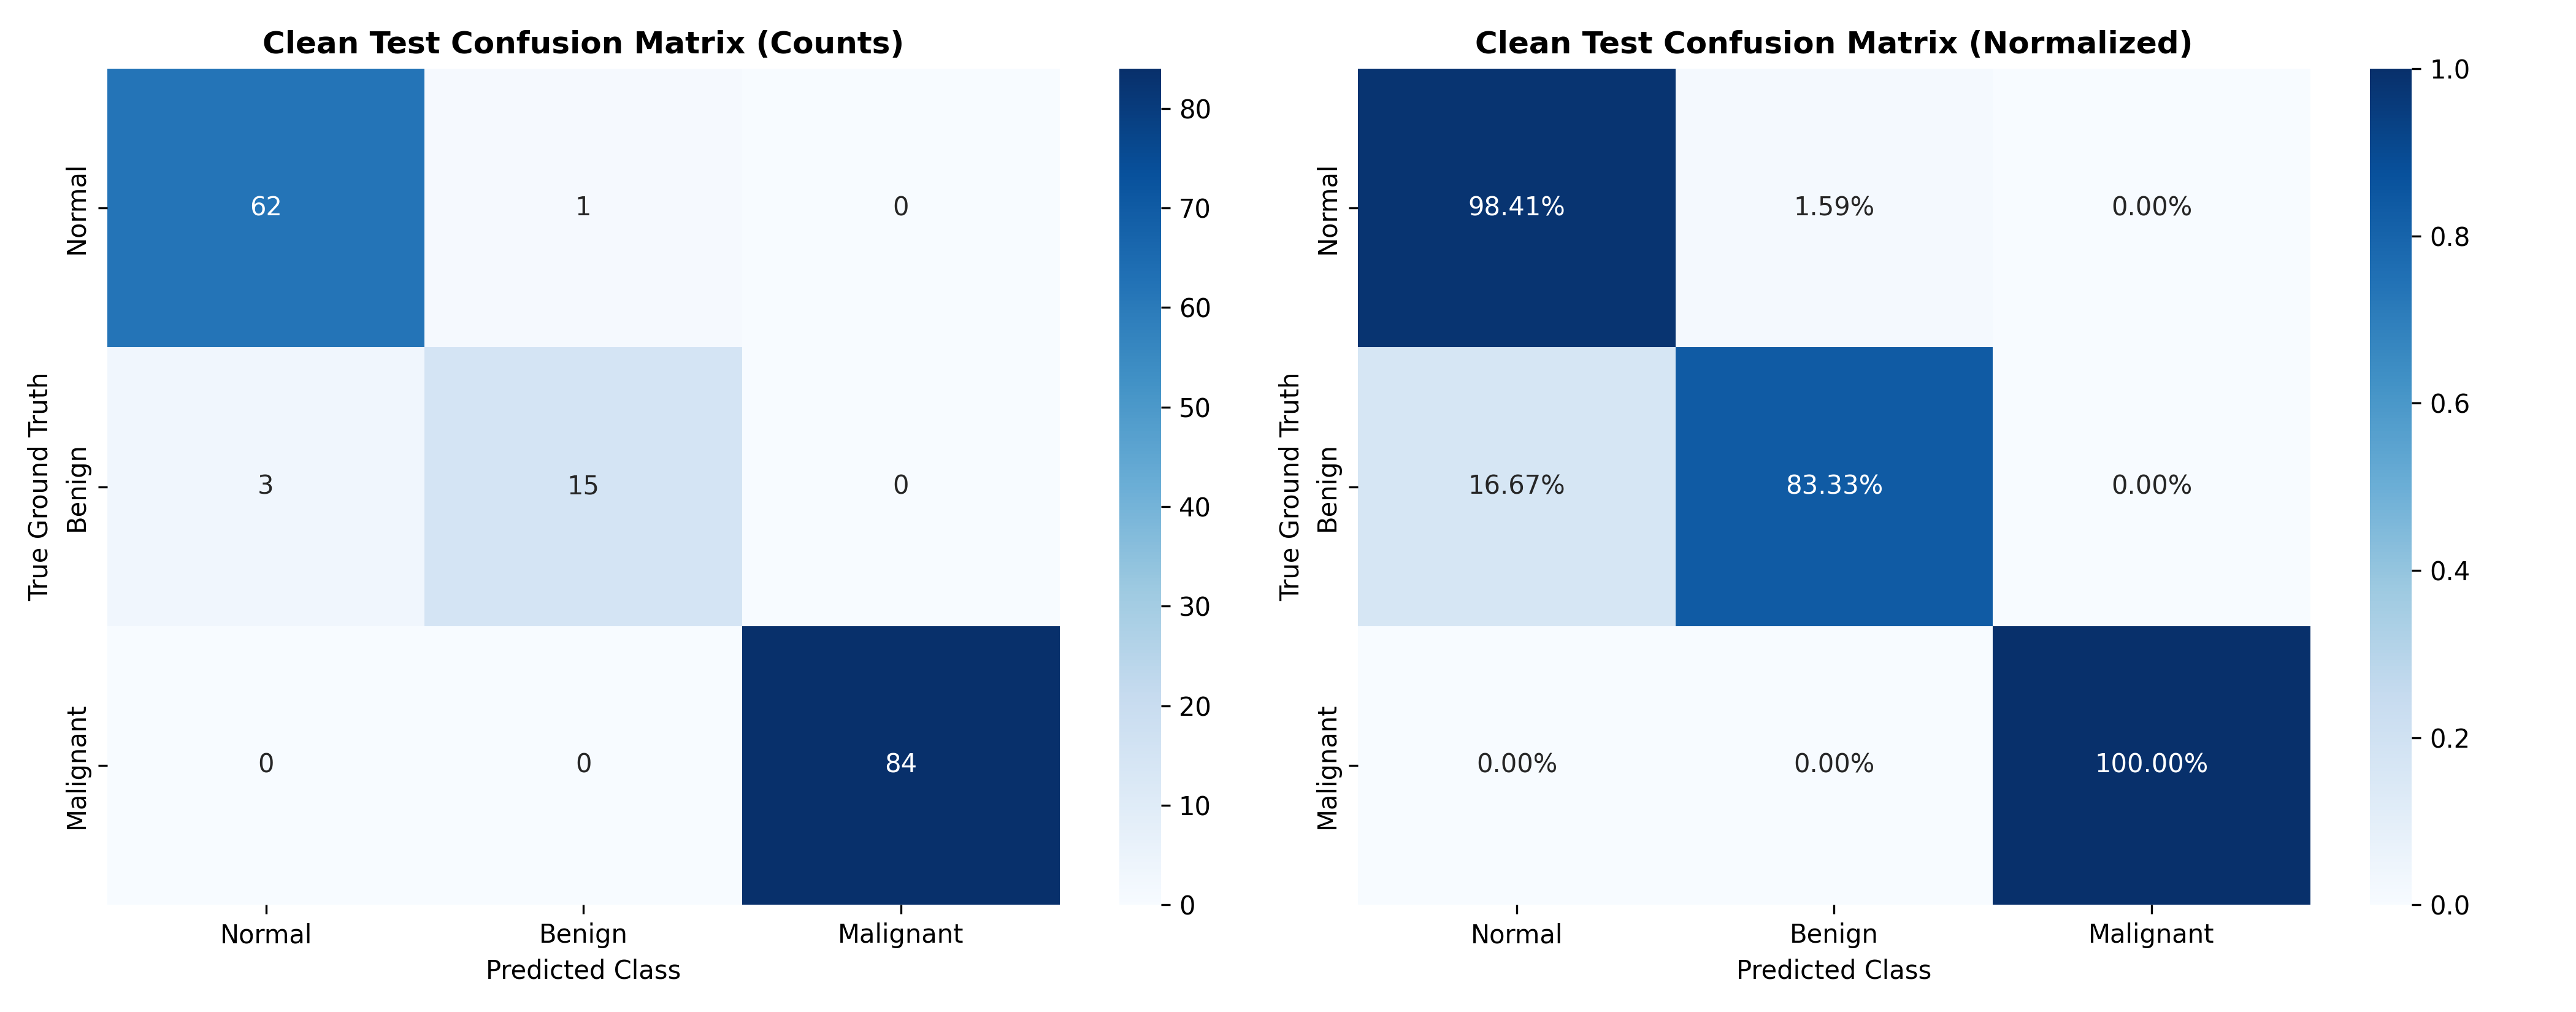 Clean Test Confusion Matrix (Counts)
True Ground Truth
Normal
Benign
Malignant
62 1 0
3 15 0
0 0 84
Normal Benign Malignant
Predicted Class
80
70
60
50
40
30
20
10
0
Clean Test Confusion Matrix (Normalized)
True Ground Truth
Normal
Benign
Malignant
98.41% 1.59% 0.00%
16.67% 83.33% 0.00%
0.00% 0.00% 100.00%
Normal Benign Malignant
Predicted Class
1.0
0.8
0.6
0.4
0.2
0.0